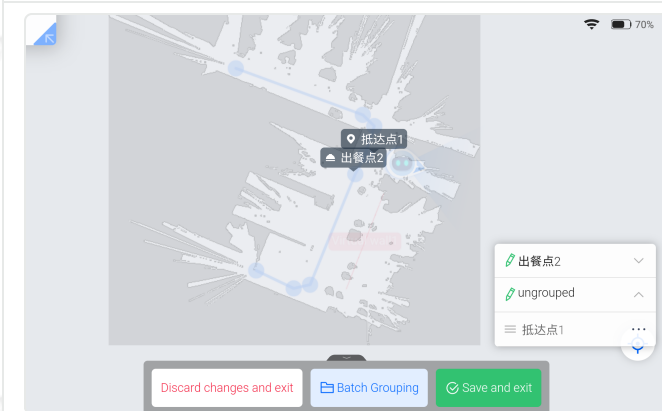 70%
抵达点1
出餐点2
出餐点2
ungrouped
抵达点1
Discard changes and exit
Batch Grouping
Save and exit